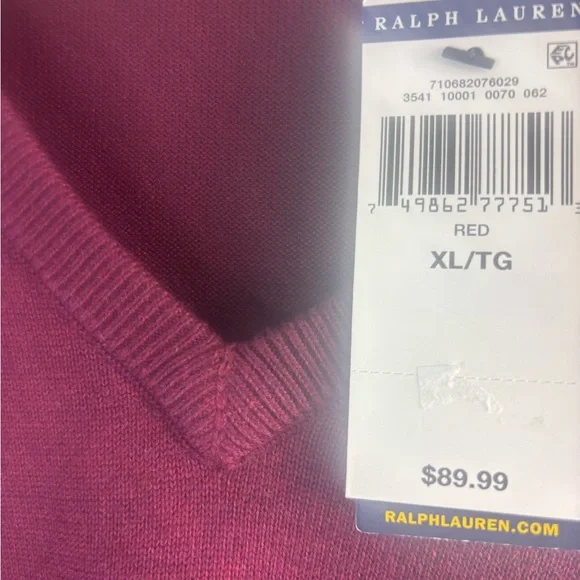 RALPH LAUREN
710682076029
3541 10001 0070 062
7 49862 77751 3
RED
XL/TG
$89.99
RALPHLAUREN.COM